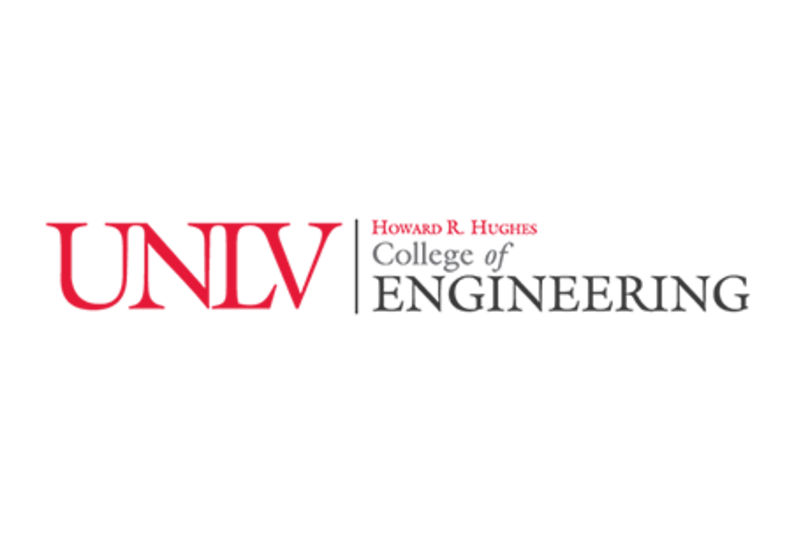 UNLV
Howard R. Hughes
College of
ENGINEERING